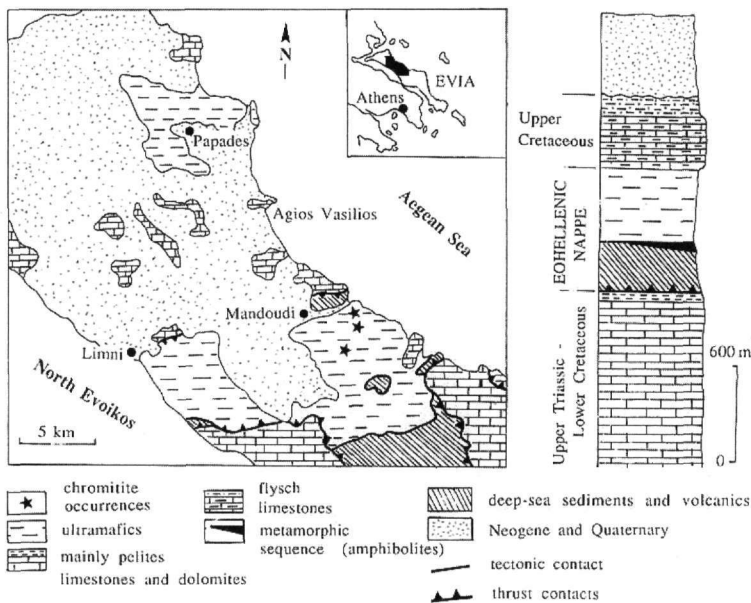 N
EVIA
Athens
Papades
Agios Vasilios
Aegean Sea
Mandoudi
Limni
North Evoikos
5 km
Upper
Cretaceous
EOHELLENIC
NAPPE
Upper Triassic -
Lower Cretaceous
600 m
0
chromitite
occurrences
ultramafics
mainly pelites
limestones and dolomites
flysch
limestones
metamorphic
sequence (amphibolites)
deep-sea sediments and volcanics
Neogene and Quaternary
tectonic contact
thrust contacts